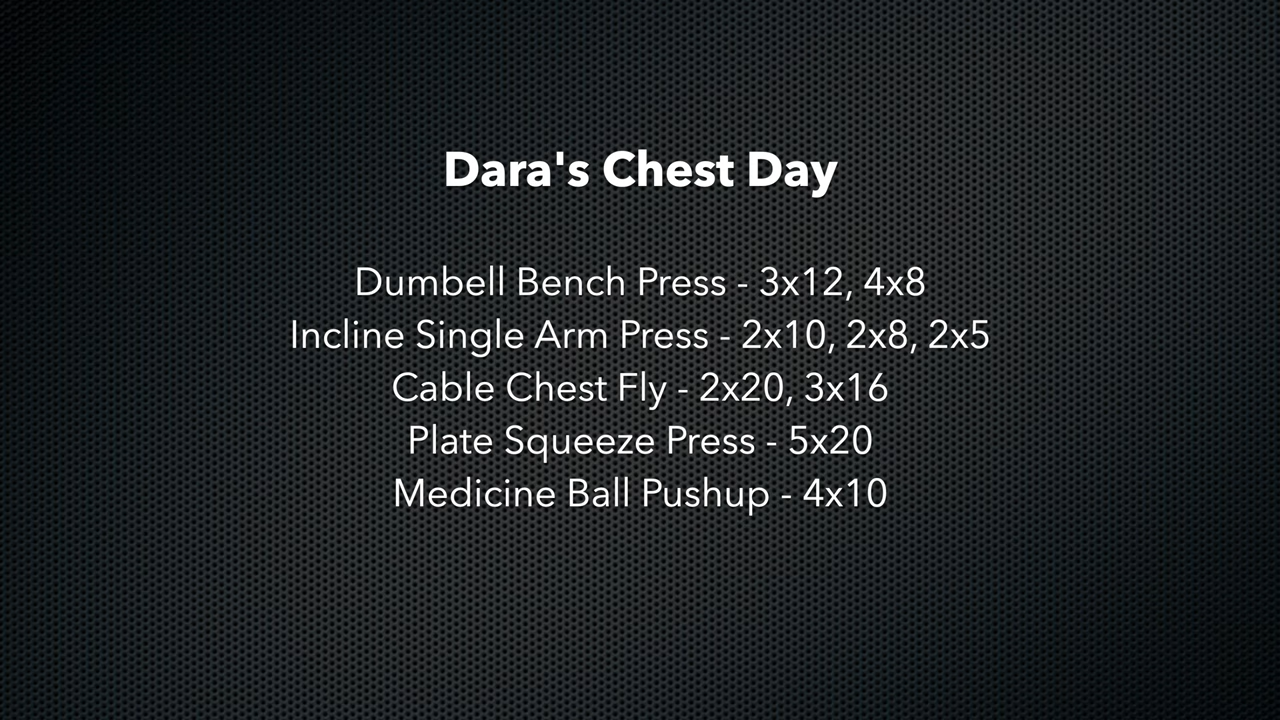 Dara's Chest Day
Dumbell Bench Press - 3x12, 4x8
Incline Single Arm Press - 2x10, 2x8, 2x5
Cable Chest Fly - 2x20, 3x16
Plate Squeeze Press - 5x20
Medicine Ball Pushup - 4x10